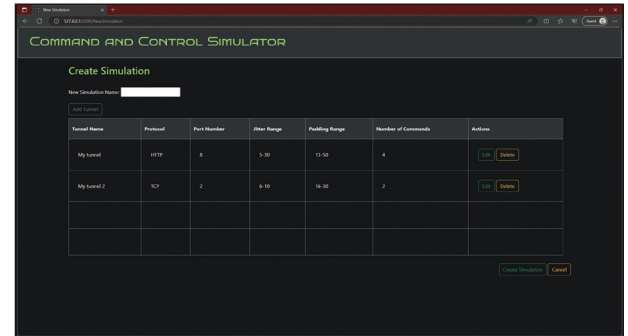 New Simulation
127.0.0.1:5000/NewSimulation
Guest
Command and Control Simulator
Create Simulation
New Simulation Name:
Add Tunnel
Tunnel Name Protocol Port Number Jitter Range Padding Range Number of Commands Actions
My tunnel HTTP 8 5-30 13-50 4 Edit Delete
My tunnel 2 TCP 2 6-10 16-30 2 Edit Delete
Create Simulation Cancel